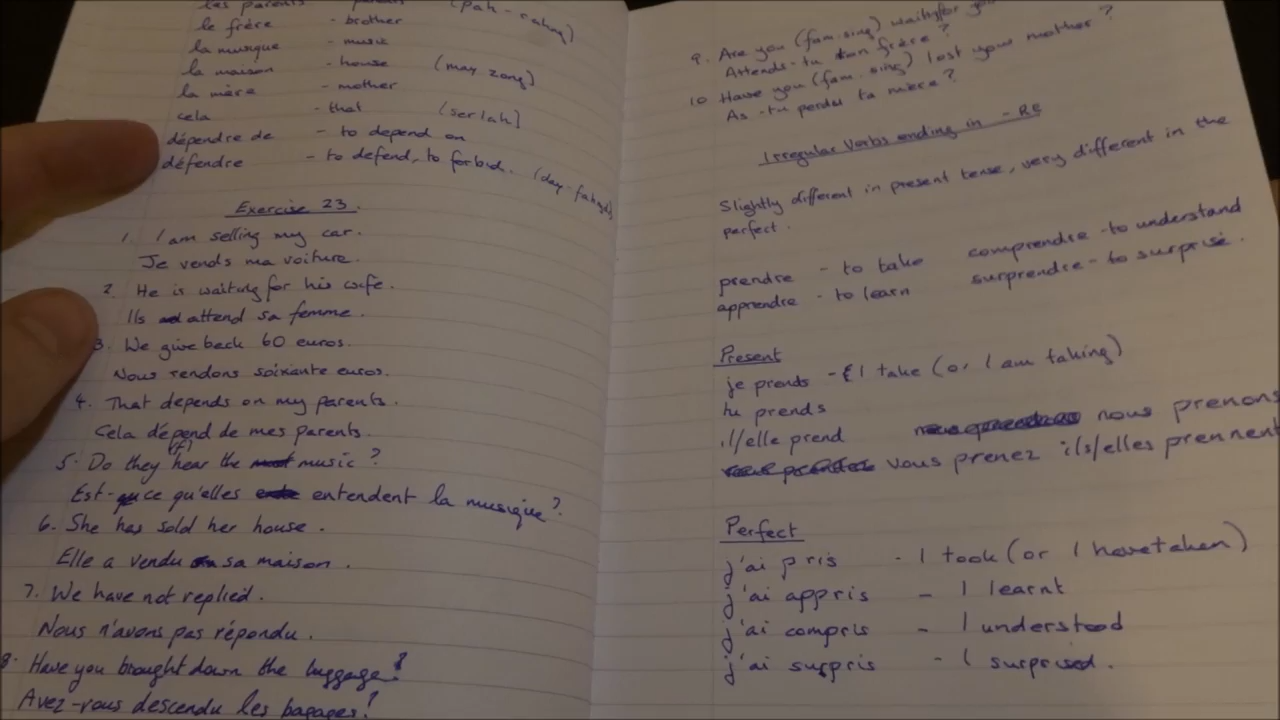 les parents - parent (pah-rahng)
le frère - brother
la musique - music
la maison - house (may zong)
la mère - mother
cela - that (serlah)
dépendre de - to depend on
défendre - to defend, to forbid.
Exercise 23.
1. I am selling my car.
Je vends ma voiture.
2. He is waiting for his wife.
Ils attend sa femme.
3. We give back 60 euros.
Nous rendons soixante euros.
4. That depends on my parents.
Cela dépend de mes parents.
5. Do they (f) hear the music?
Est-ce qu'elles entendent la musique?
6. She has sold her house.
Elle a vendu sa maison.
7. We have not replied.
Nous n'avons pas répondu.
8. Have you brought down the luggage?
Avez-vous descendu les bagages?
9. Are you (fam. sing) waiting for your
Attends-tu ton frère?
10 Have you (fam. sing) lost your mother?
As-tu perdu ta mère?
Irregular Verbs ending in -Re
Slightly different in present tense, very different in the
perfect.
prendre - to take comprendre - to understand
apprendre - to learn surprendre - to surprise.
Present
je prends - I take (or I am taking)
tu prends
il/elle prend nous prenons
vous prenez ils/elles prennent
Perfect
j'ai pris - I took (or I have taken)
j'ai appris - I learnt
j'ai compris - I understood
j'ai surpris - I surprised.